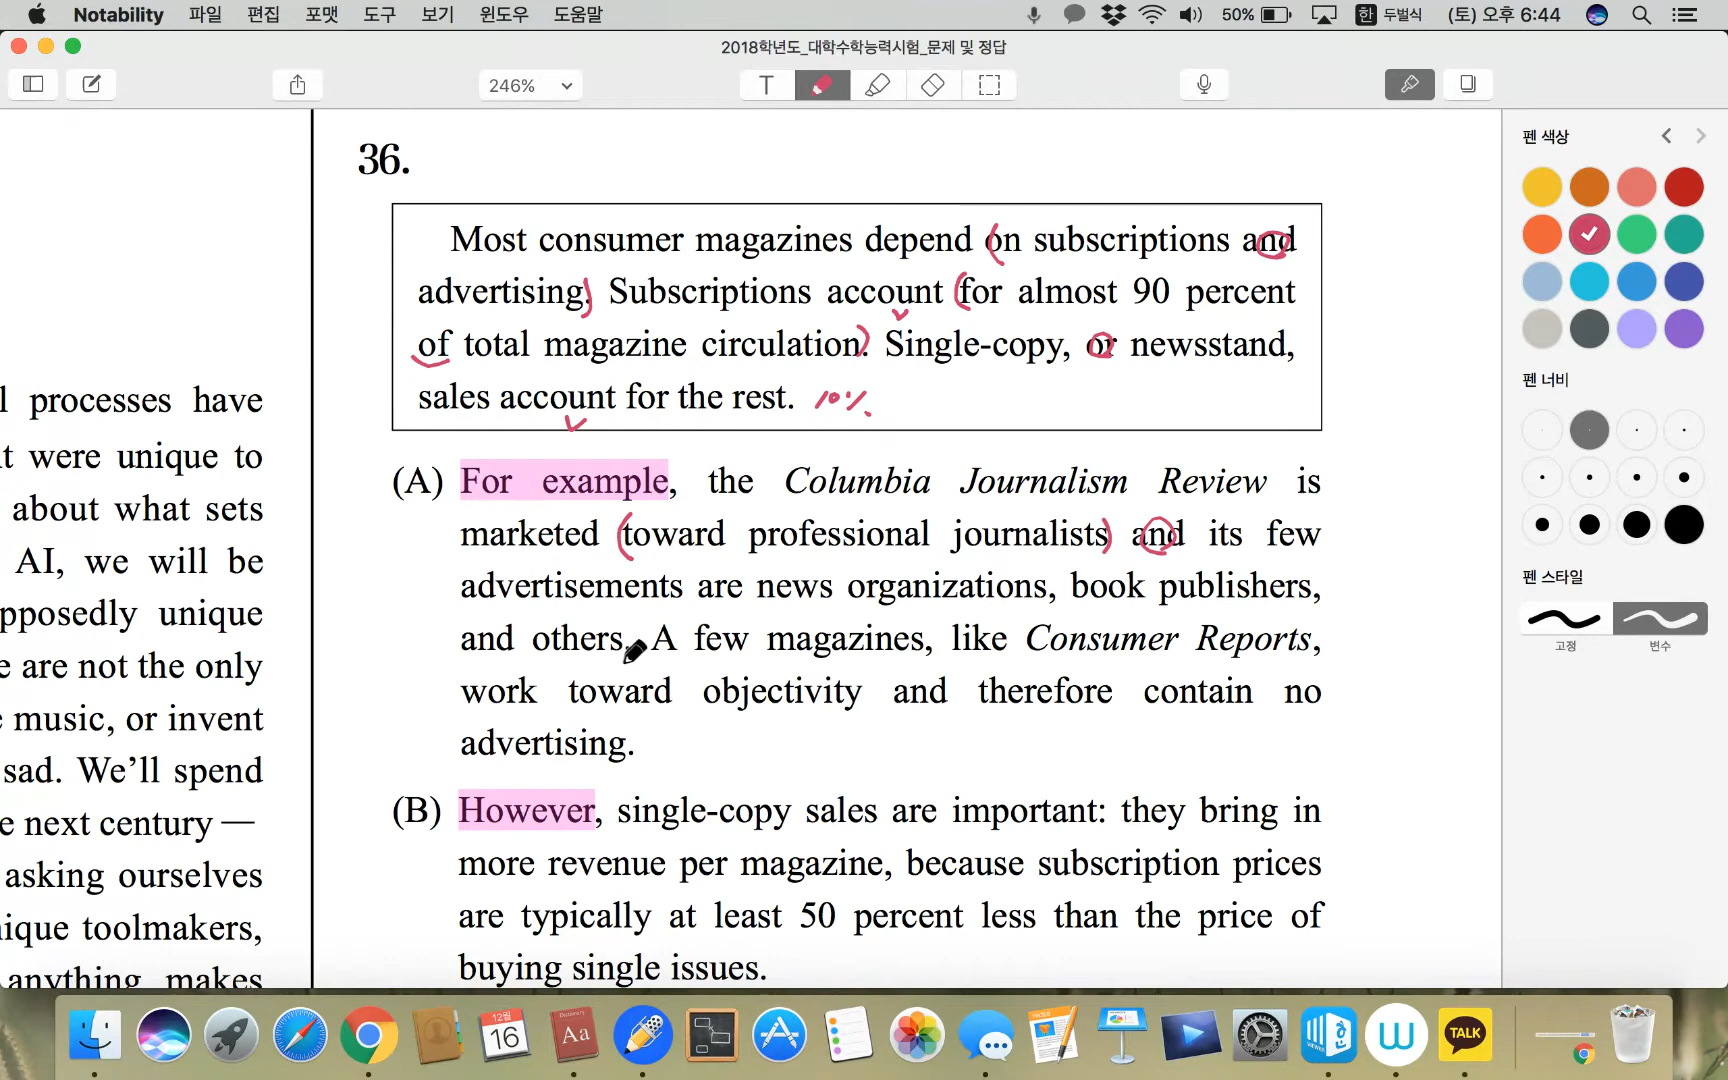 Notability 파일 편집 포맷 도구 보기 윈도우 도움말 50% 한 두벌식 (토) 오후 6:44
2018학년도_대학수학능력시험_문제 및 정답
246% T
펜 색상
펜 너비
펜 스타일
고정 변수
l processes have
t were unique to
about what sets
AI, we will be
pposedly unique
e are not the only
e music, or invent
sad. We’ll spend
e next century —
asking ourselves
nique toolmakers,
anything makes
36.
Most consumer magazines depend on subscriptions and
advertising. Subscriptions account for almost 90 percent
of total magazine circulation. Single-copy, or newsstand,
sales account for the rest. 10%
(A) For example, the Columbia Journalism Review is
marketed toward professional journalists and its few
advertisements are news organizations, book publishers,
and others. A few magazines, like Consumer Reports,
work toward objectivity and therefore contain no
advertising.
(B) However, single-copy sales are important: they bring in
more revenue per magazine, because subscription prices
are typically at least 50 percent less than the price of
buying single issues.
12월
16
Aa
W
TALK